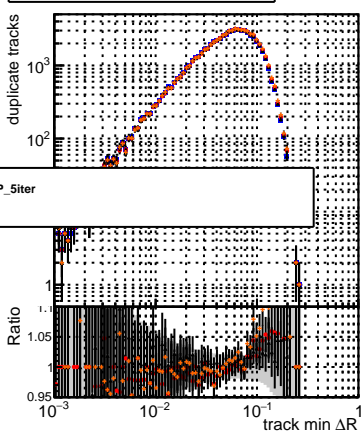 duplicate tracks
10³
10²
P_5iter
1
Ratio
1.1
1.05
1
0.95
10⁻³
10⁻²
10⁻¹
1
track min ΔR